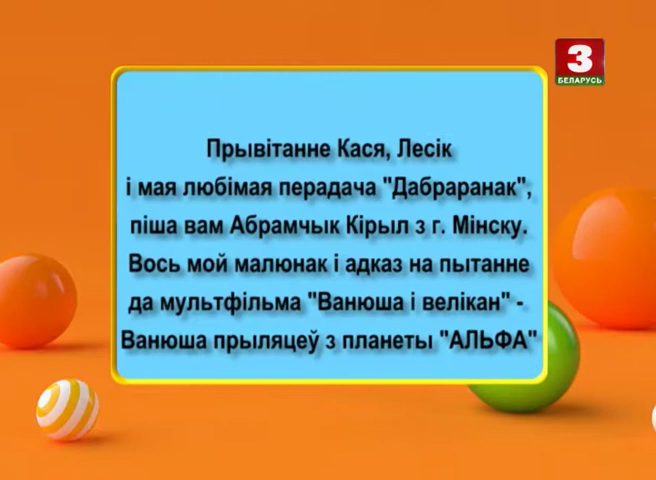 3
БЕЛАРУСЬ
Прывітанне Кася, Лесік
і мая любімая перадача "Дабраранак",
піша вам Абрамчык Кірыл з г. Мінску.
Вось мой малюнак і адказ на пытанне
да мультфільма "Ванюша і велікан" -
Ванюша прыляцеў з планеты "АЛЬФА"